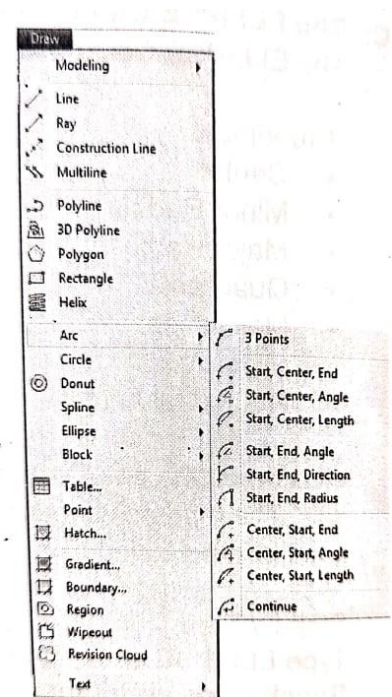 Draw
Modeling
Line
Ray
Construction Line
Multiline
Polyline
3D Polyline
Polygon
Rectangle
Helix
Arc
Circle
Donut
Spline
Ellipse
Block
Table...
Point
Hatch...
Gradient...
Boundary...
Region
Wipeout
Revision Cloud
Text
3 Points
Start, Center, End
Start, Center, Angle
Start, Center, Length
Start, End, Angle
Start, End, Direction
Start, End, Radius
Center, Start, End
Center, Start, Angle
Center, Start, Length
Continue